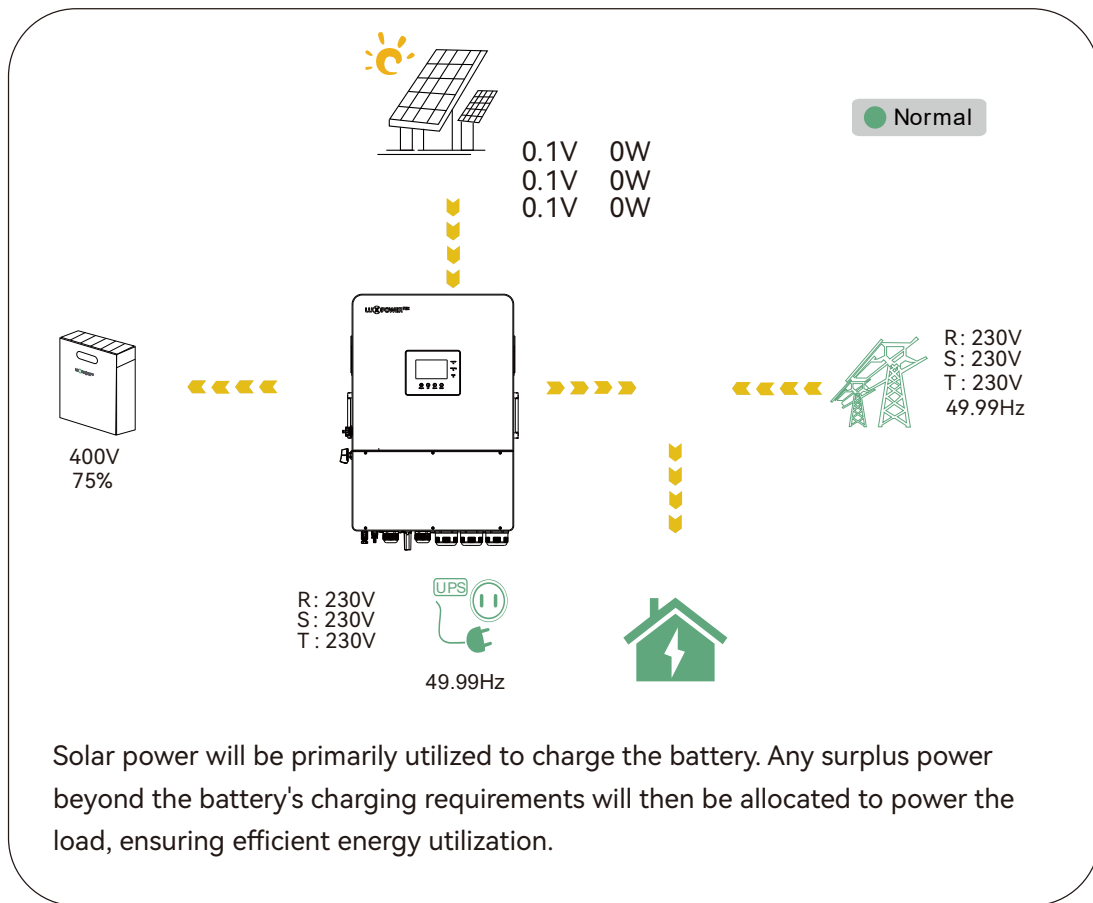 Normal
0.1V 0W
0.1V 0W
0.1V 0W
LUXPOWER
R: 230V
S: 230V
T: 230V
49.99Hz
400V
75%
R: 230V
S: 230V
T: 230V
UPS
49.99Hz
Solar power will be primarily utilized to charge the battery. Any surplus power
beyond the battery's charging requirements will then be allocated to power the
load, ensuring efficient energy utilization.